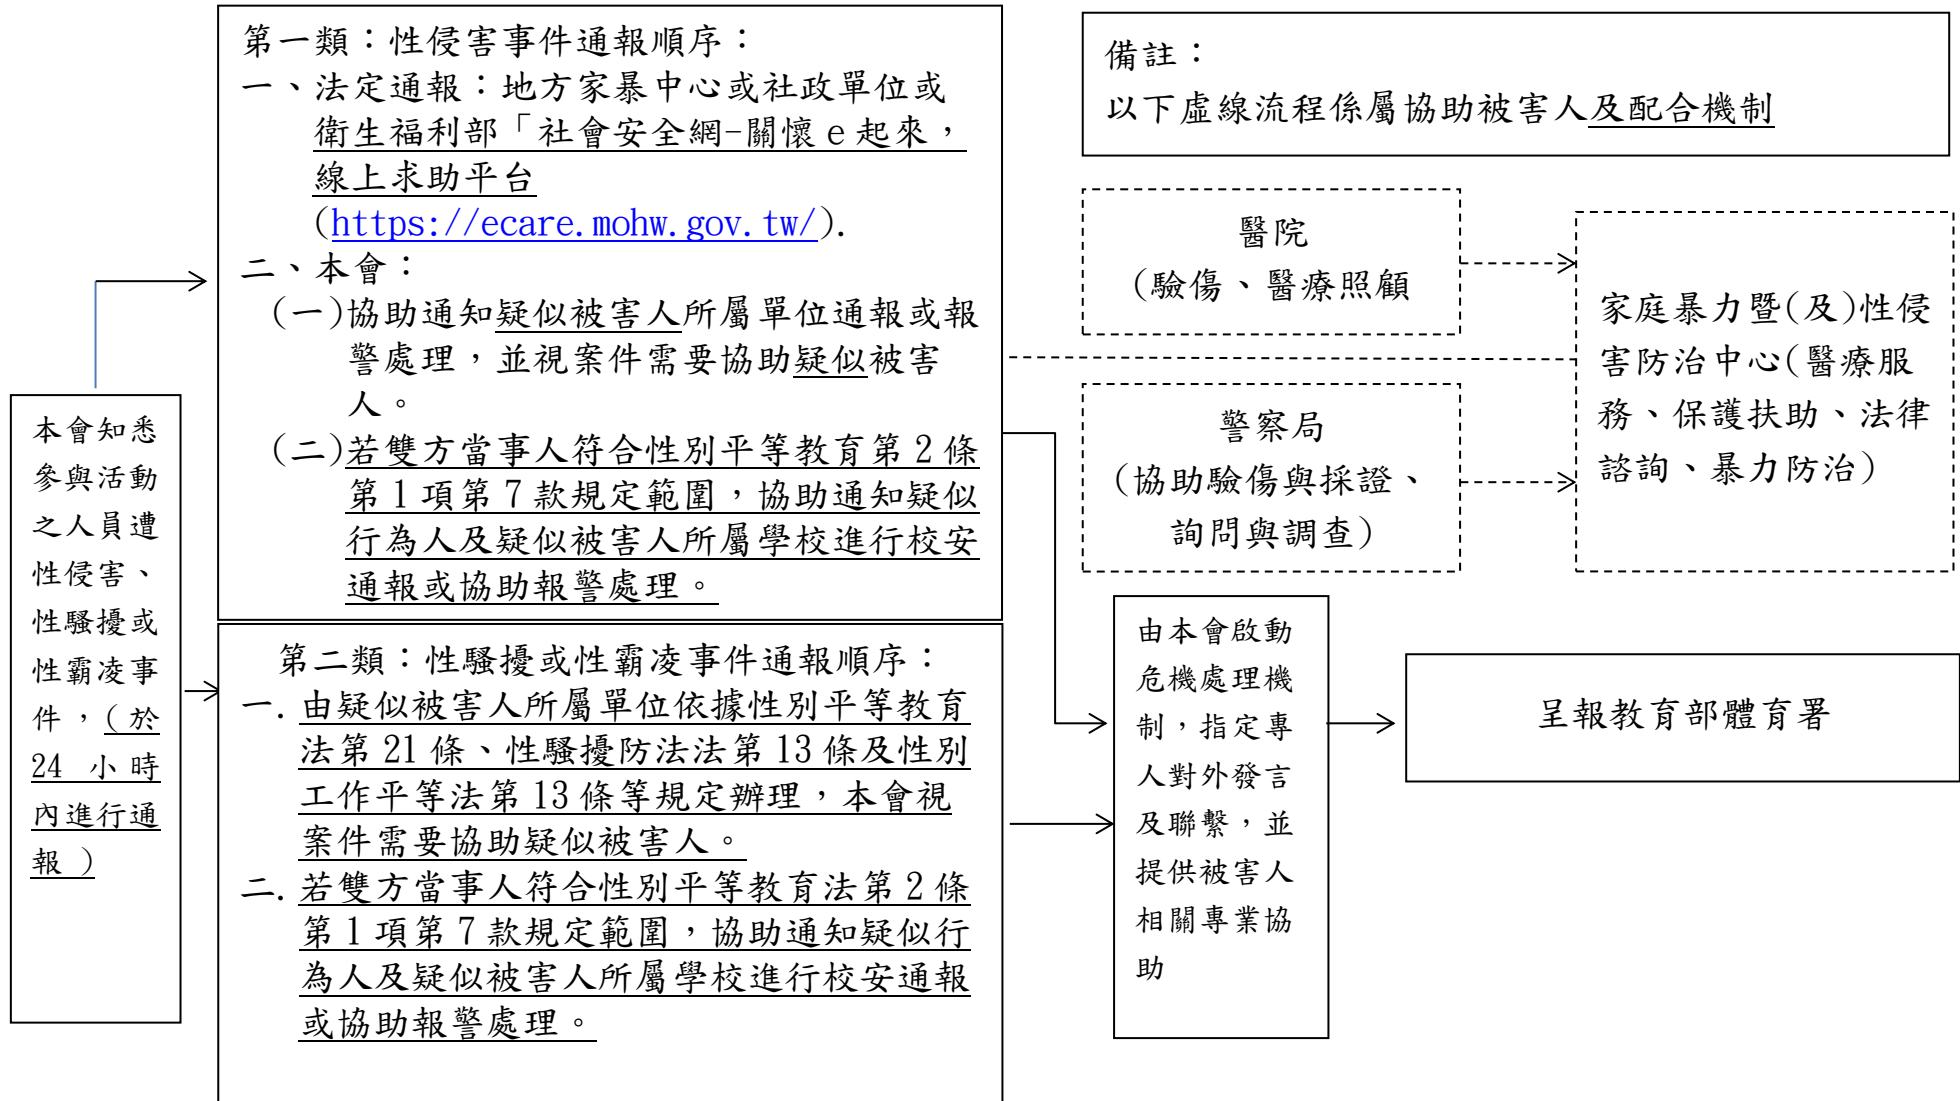 本會知悉
參與活動
之人員遭
性侵害、
性騷擾或
性霸凌事
件，(於
24 小時
內進行通
報 )
第一類：性侵害事件通報順序：
一、法定通報：地方家暴中心或社政單位或
衛生福利部「社會安全網-關懷 e 起來，
線上求助平台
(https://ecare.mohw.gov.tw/).
二、本會：
(一)協助通知疑似被害人所屬單位通報或報
警處理，並視案件需要協助疑似被害
人。
(二)若雙方當事人符合性別平等教育第 2 條
第 1 項第 7 款規定範圍，協助通知疑似
行為人及疑似被害人所屬學校進行校安
通報或協助報警處理。
第二類：性騷擾或性霸凌事件通報順序：
一. 由疑似被害人所屬單位依據性別平等教育
法第 21 條、性騷擾防法法第 13 條及性別
工作平等法第 13 條等規定辦理，本會視
案件需要協助疑似被害人。
二. 若雙方當事人符合性別平等教育法第 2 條
第 1 項第 7 款規定範圍，協助通知疑似行
為人及疑似被害人所屬學校進行校安通報
或協助報警處理。
備註：
以下虛線流程係屬協助被害人及配合機制
醫院
(驗傷、醫療照顧
警察局
(協助驗傷與採證、
詢問與調查)
家庭暴力暨(及)性侵
害防治中心(醫療服
務、保護扶助、法律
諮詢、暴力防治)
由本會啟動
危機處理機
制，指定專
人對外發言
及聯繫，並
提供被害人
相關專業協
助
呈報教育部體育署